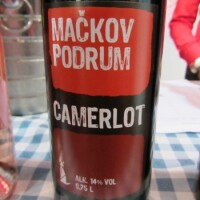 MAČKOV
PODRUM
CAMERLOT
ALK. 14% VOL
0,75 L